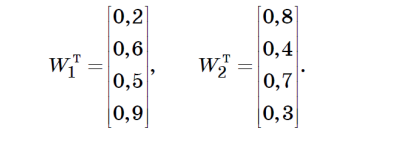 W₁ᵀ = [0,2 0,6 0,5 0,9], W₂ᵀ = [0,8 0,4 0,7 0,3].